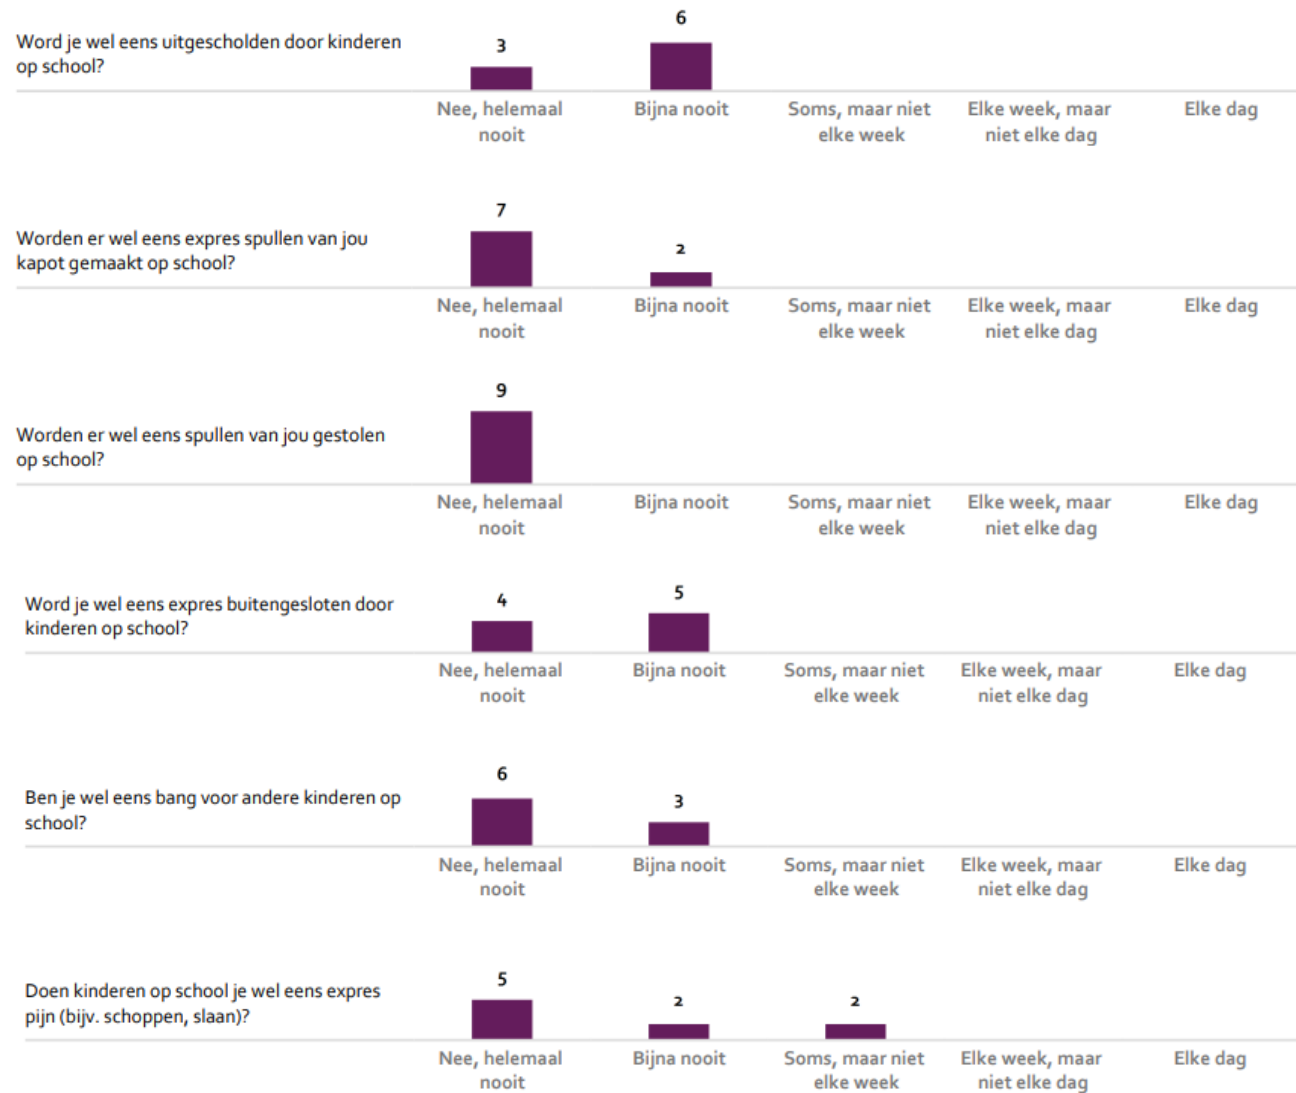 3
6
Word je wel eens uitgescholden door kinderen
op school?
Nee, helemaal
nooit
Bijna nooit
Soms, maar niet
elke week
Elke week, maar
niet elke dag
Elke dag
7
2
Worden er wel eens expres spullen van jou
kapot gemaakt op school?
Nee, helemaal
nooit
Bijna nooit
Soms, maar niet
elke week
Elke week, maar
niet elke dag
Elke dag
9
Worden er wel eens spullen van jou gestolen
op school?
Nee, helemaal
nooit
Bijna nooit
Soms, maar niet
elke week
Elke week, maar
niet elke dag
Elke dag
4
5
Word je wel eens expres buitengesloten door
kinderen op school?
Nee, helemaal
nooit
Bijna nooit
Soms, maar niet
elke week
Elke week, maar
niet elke dag
Elke dag
6
3
Ben je wel eens bang voor andere kinderen op
school?
Nee, helemaal
nooit
Bijna nooit
Soms, maar niet
elke week
Elke week, maar
niet elke dag
Elke dag
5
2
2
Doen kinderen op school je wel eens expres
pijn (bijv. schoppen, slaan)?
Nee, helemaal
nooit
Bijna nooit
Soms, maar niet
elke week
Elke week, maar
niet elke dag
Elke dag